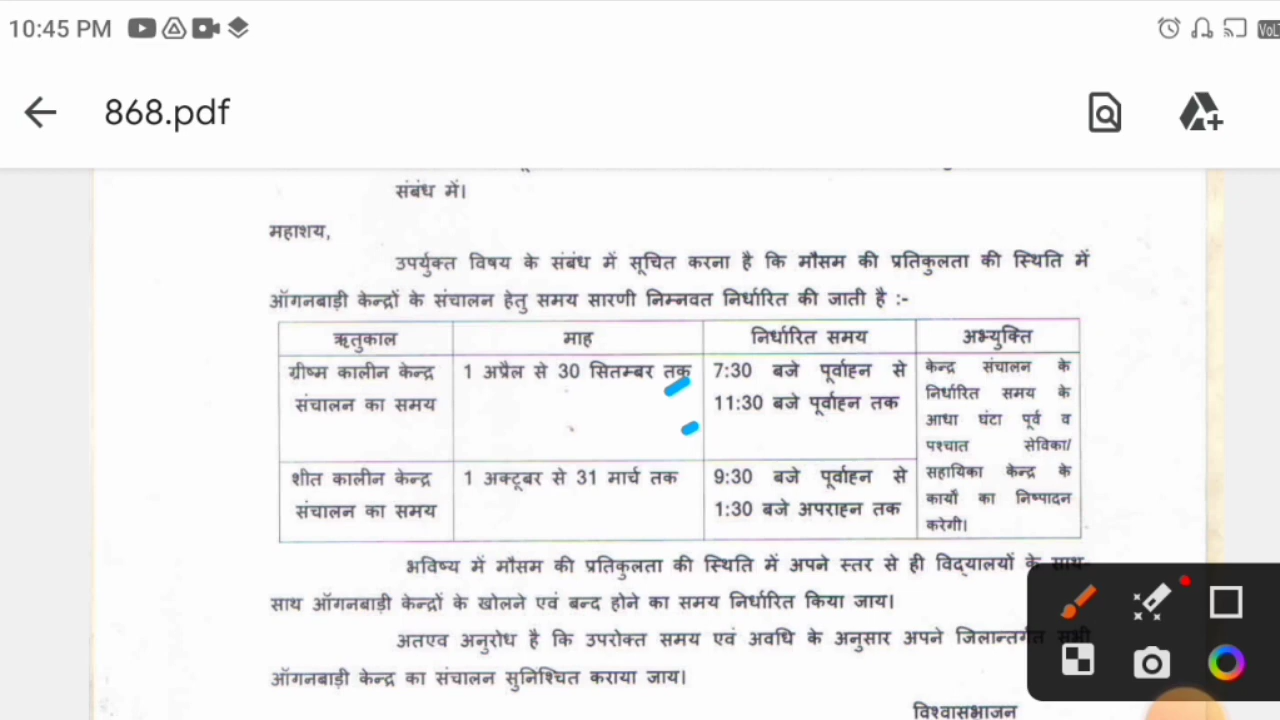 10:45 PM
868.pdf
संबंध में।
महाशय,
उपर्युक्त विषय के संबंध में सूचित करना है कि मौसम की प्रतिकुलता की स्थिति में
ऑगनबाड़ी केन्द्रों के संचालन हेतु समय सारणी निम्नवत निर्धारित की जाती है :-
ऋतुकाल माह निर्धारित समय अभ्युक्ति
ग्रीष्म कालीन केन्द्र
संचालन का समय
1 अप्रैल से 30 सितम्बर तक
7:30 बजे पूर्वाहन से
11:30 बजे पूर्वाहन तक
केन्द्र संचालन के
निर्धारित समय के
आधा घंटा पूर्व व
पश्चात सेविका/
सहायिका केन्द्र के
कार्यों का निष्पादन
करेगी।
शीत कालीन केन्द्र
संचालन का समय
1 अक्टूबर से 31 मार्च तक
9:30 बजे पूर्वाहन से
1:30 बजे अपराहन तक
भविष्य में मौसम की प्रतिकुलता की स्थिति में अपने स्तर से ही विद्यालयों के साथ-
साथ ऑगनबाड़ी केन्द्रों के खोलने एवं बन्द होने का समय निर्धारित किया जाय।
अतएव अनुरोध है कि उपरोक्त समय एवं अवधि के अनुसार अपने जिलान्तर्गत सभी
ऑगनबाड़ी केन्द्र का संचालन सुनिश्चित कराया जाय।
विश्वासभाजन